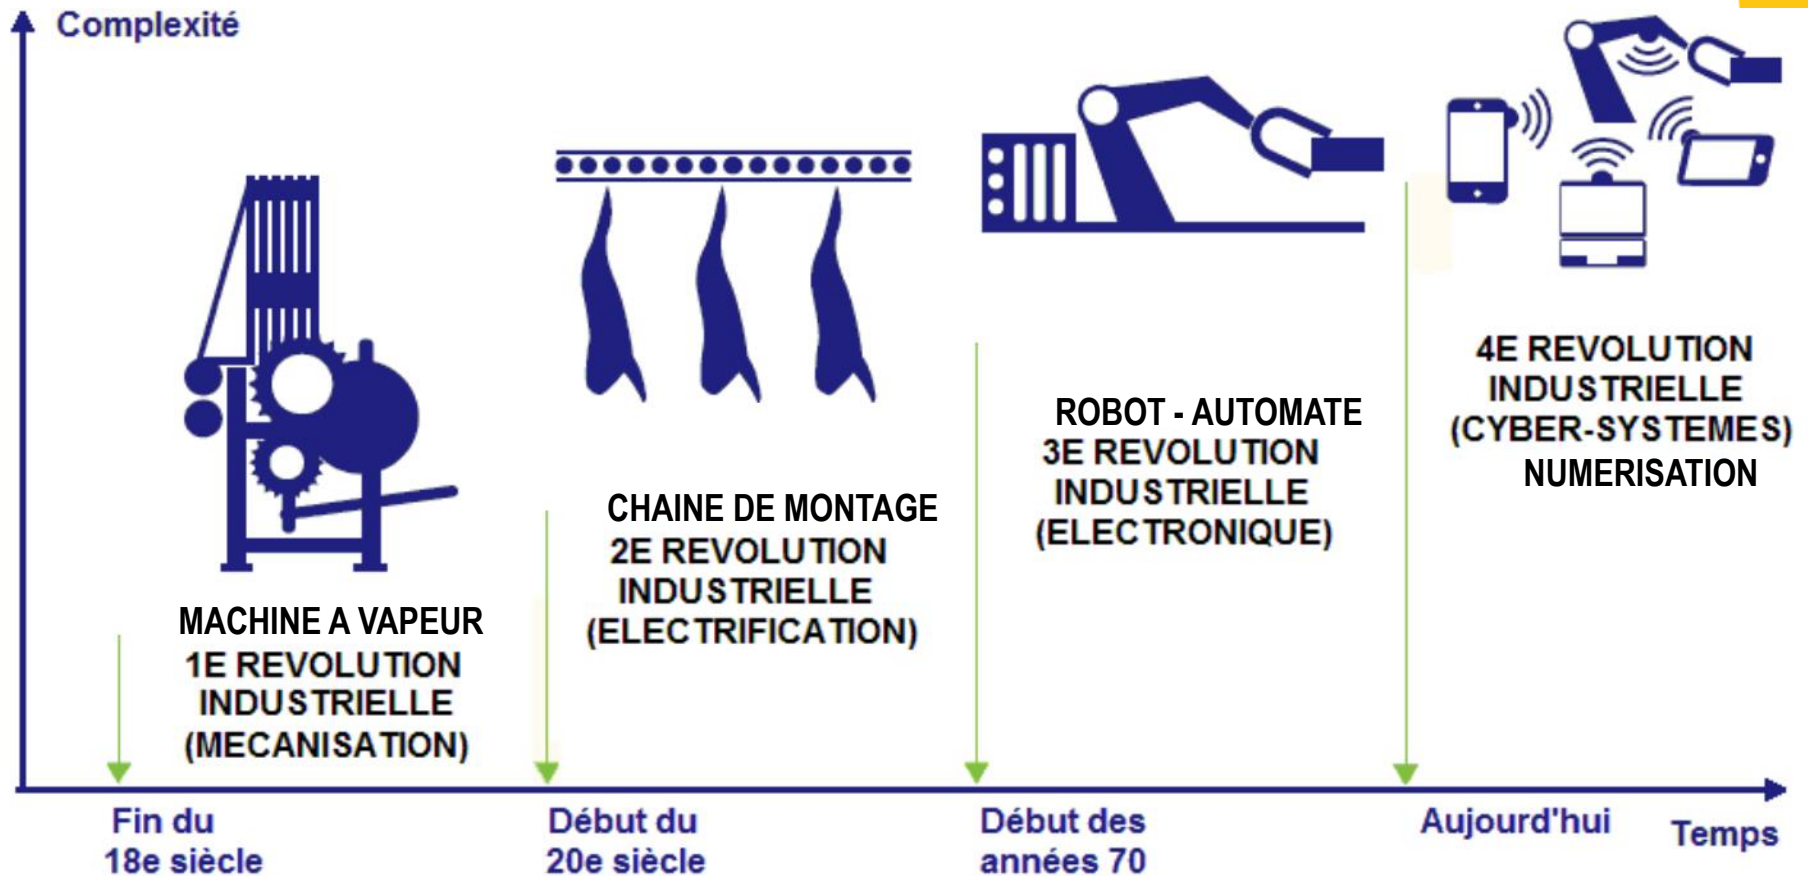 Complexité
MACHINE A VAPEUR
1E REVOLUTION
INDUSTRIELLE
(MECANISATION)
CHAINE DE MONTAGE
2E REVOLUTION
INDUSTRIELLE
(ELECTRIFICATION)
ROBOT - AUTOMATE
3E REVOLUTION
INDUSTRIELLE
(ELECTRONIQUE)
4E REVOLUTION
INDUSTRIELLE
(CYBER-SYSTEMES)
NUMERISATION
Fin du
18e siècle
Début du
20e siècle
Début des
années 70
Aujourd'hui
Temps